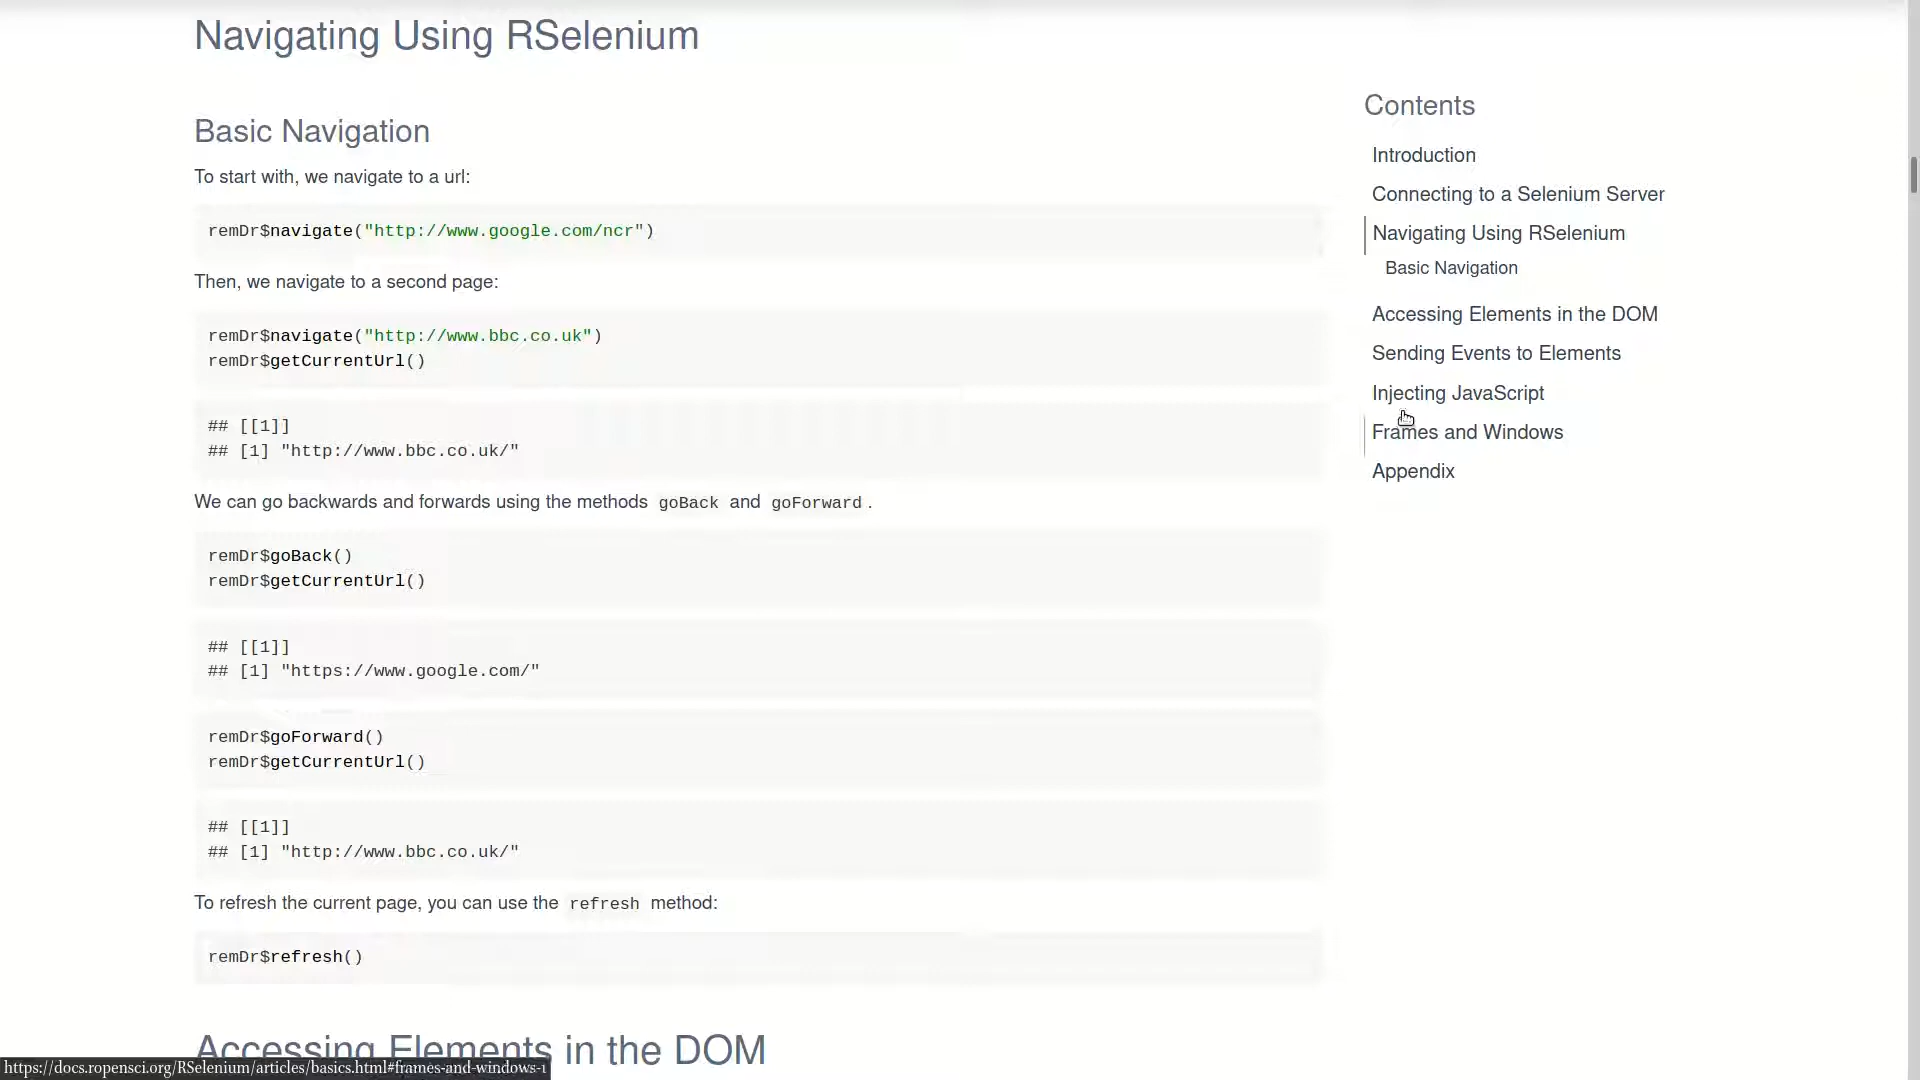 Navigating Using RSelenium
Basic Navigation
To start with, we navigate to a url:
remDr$navigate("http://www.google.com/ncr")
Then, we navigate to a second page:
remDr$navigate("http://www.bbc.co.uk")
remDr$getCurrentUrl()
## [[1]]
## [1] "http://www.bbc.co.uk/"
We can go backwards and forwards using the methods goBack and goForward.
remDr$goBack()
remDr$getCurrentUrl()
## [[1]]
## [1] "https://www.google.com/"
remDr$goForward()
remDr$getCurrentUrl()
## [[1]]
## [1] "http://www.bbc.co.uk/"
To refresh the current page, you can use the refresh method:
remDr$refresh()
Accessing Elements in the DOM
Contents
Introduction
Connecting to a Selenium Server
Navigating Using RSelenium
Basic Navigation
Accessing Elements in the DOM
Sending Events to Elements
Injecting JavaScript
Frames and Windows
Appendix
https://docs.ropensci.org/RSelenium/articles/basics.html#frames-and-windows-1